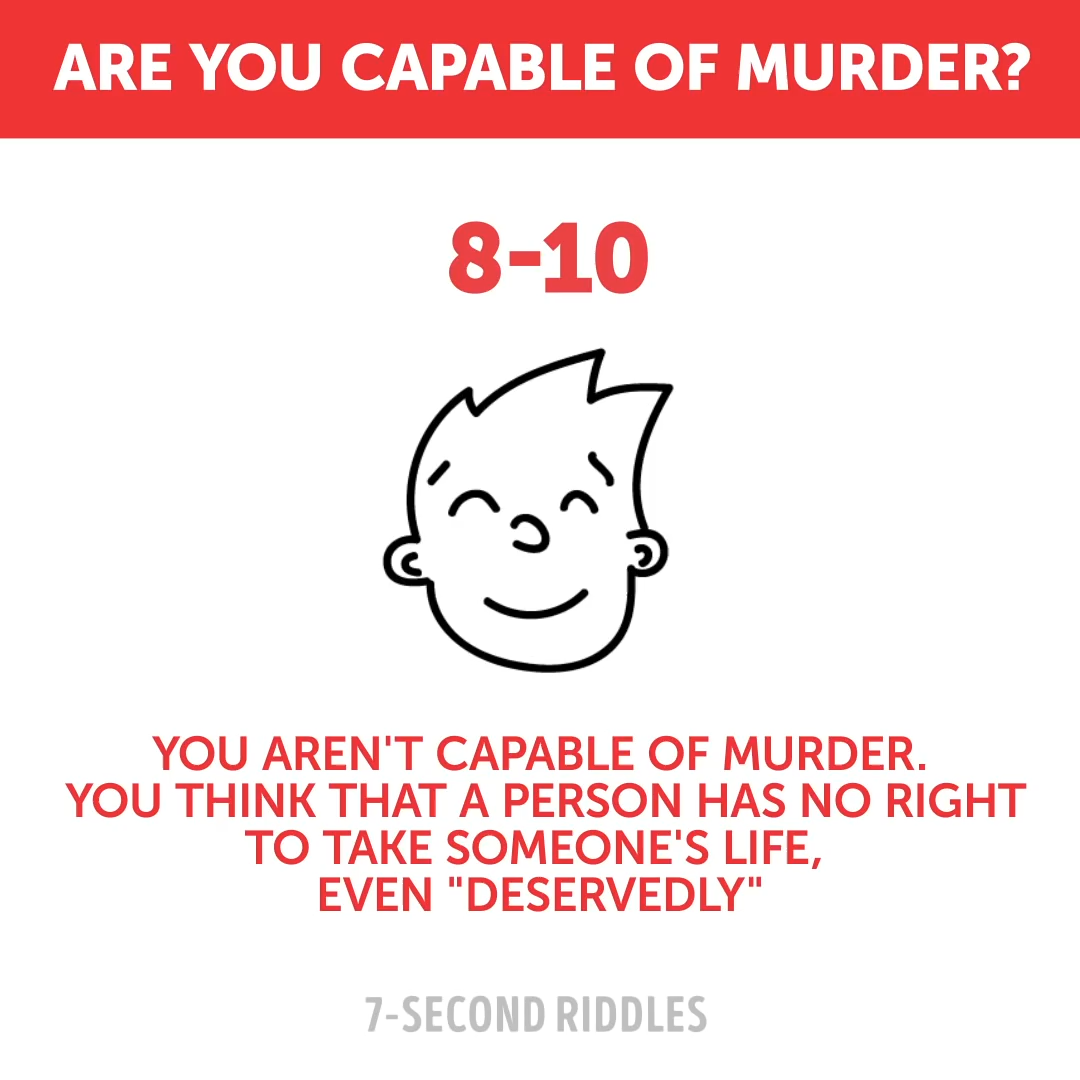 ARE YOU CAPABLE OF MURDER?
8-10
YOU AREN'T CAPABLE OF MURDER.
YOU THINK THAT A PERSON HAS NO RIGHT
TO TAKE SOMEONE'S LIFE,
EVEN "DESERVEDLY"
7-SECOND RIDDLES